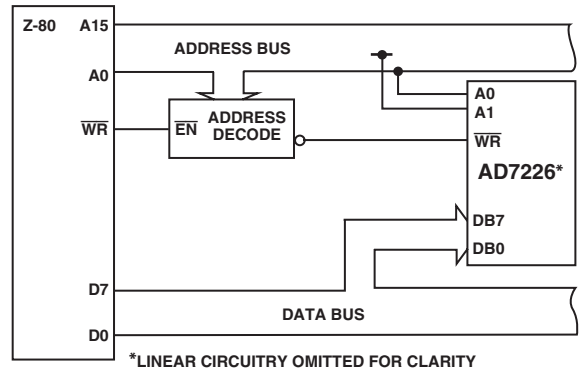 Z-80
A15
ADDRESS BUS
A0
WR
EN
ADDRESS
DECODE
A0
A1
WR
AD7226*
DB7
DB0
D7
DATA BUS
D0
*LINEAR CIRCUITRY OMITTED FOR CLARITY